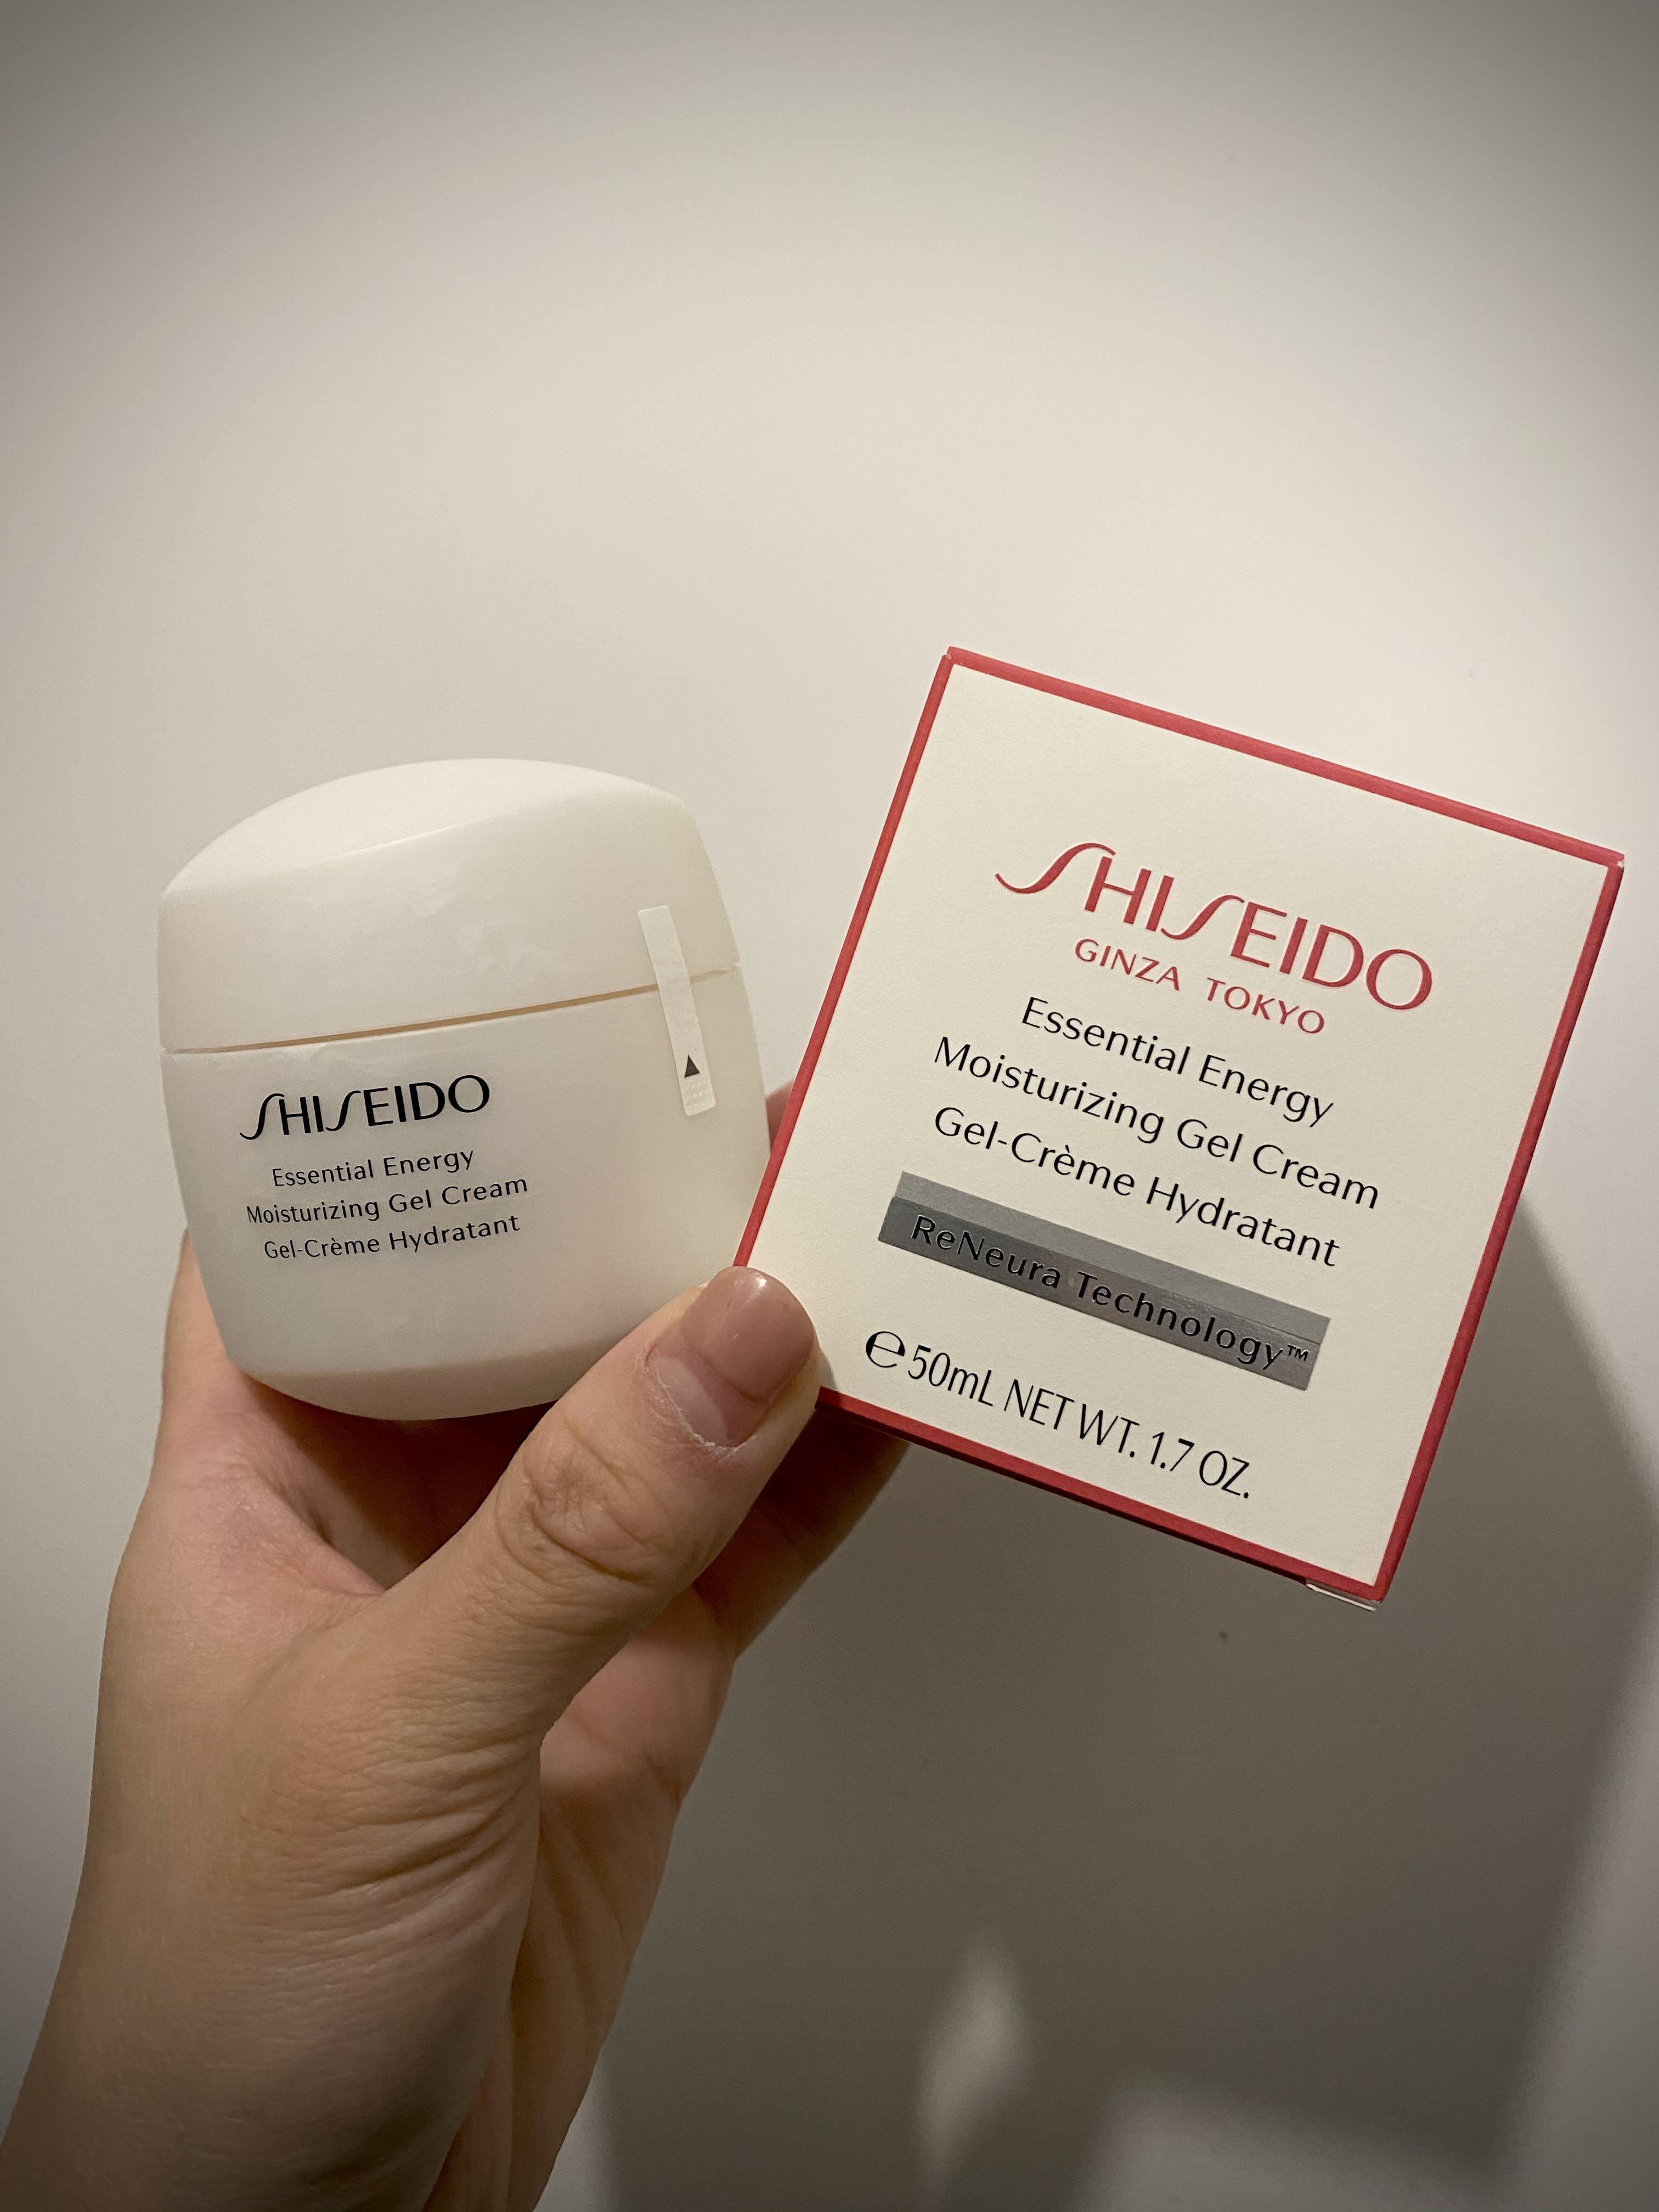 SHISEIDO
Essential Energy
Moisturizing Gel Cream
Gel-Crème Hydratant
SHISEIDO
GINZA TOKYO
Essential Energy
Moisturizing Gel Cream
Gel-Crème Hydratant
ReNeura Technology™
℮50mL NET WT. 1.7 OZ.